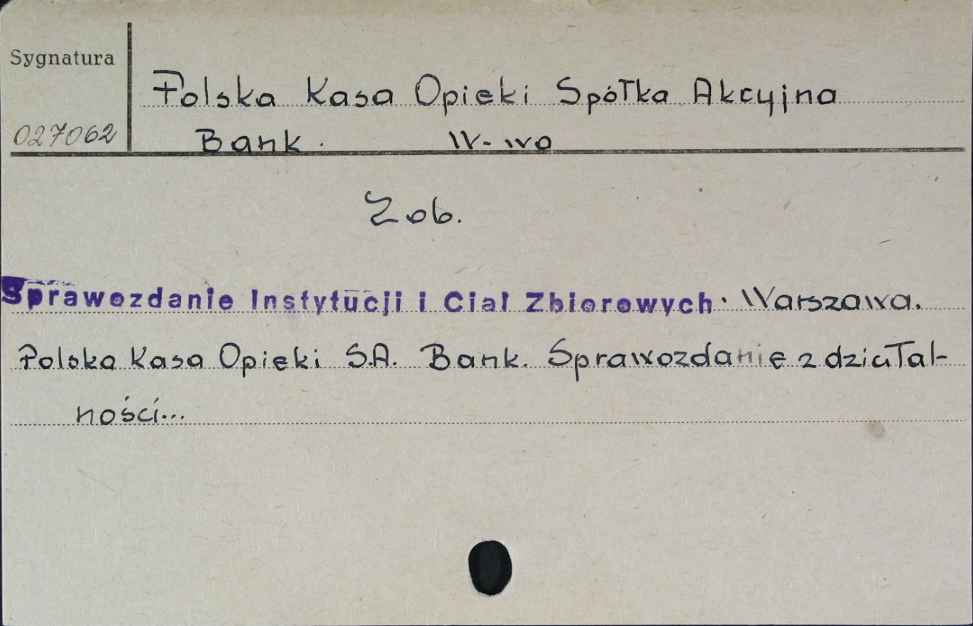 Sygnatura
Polska Kasa Opieki Spółka Akcyjna
027062
Bank. W-wa
Zob.
Sprawozdanie Instytucji i Ciał Zbiorowych. Warszawa.
Polska Kasa Opieki S.A. Bank. Sprawozdanie z działal-
ności...